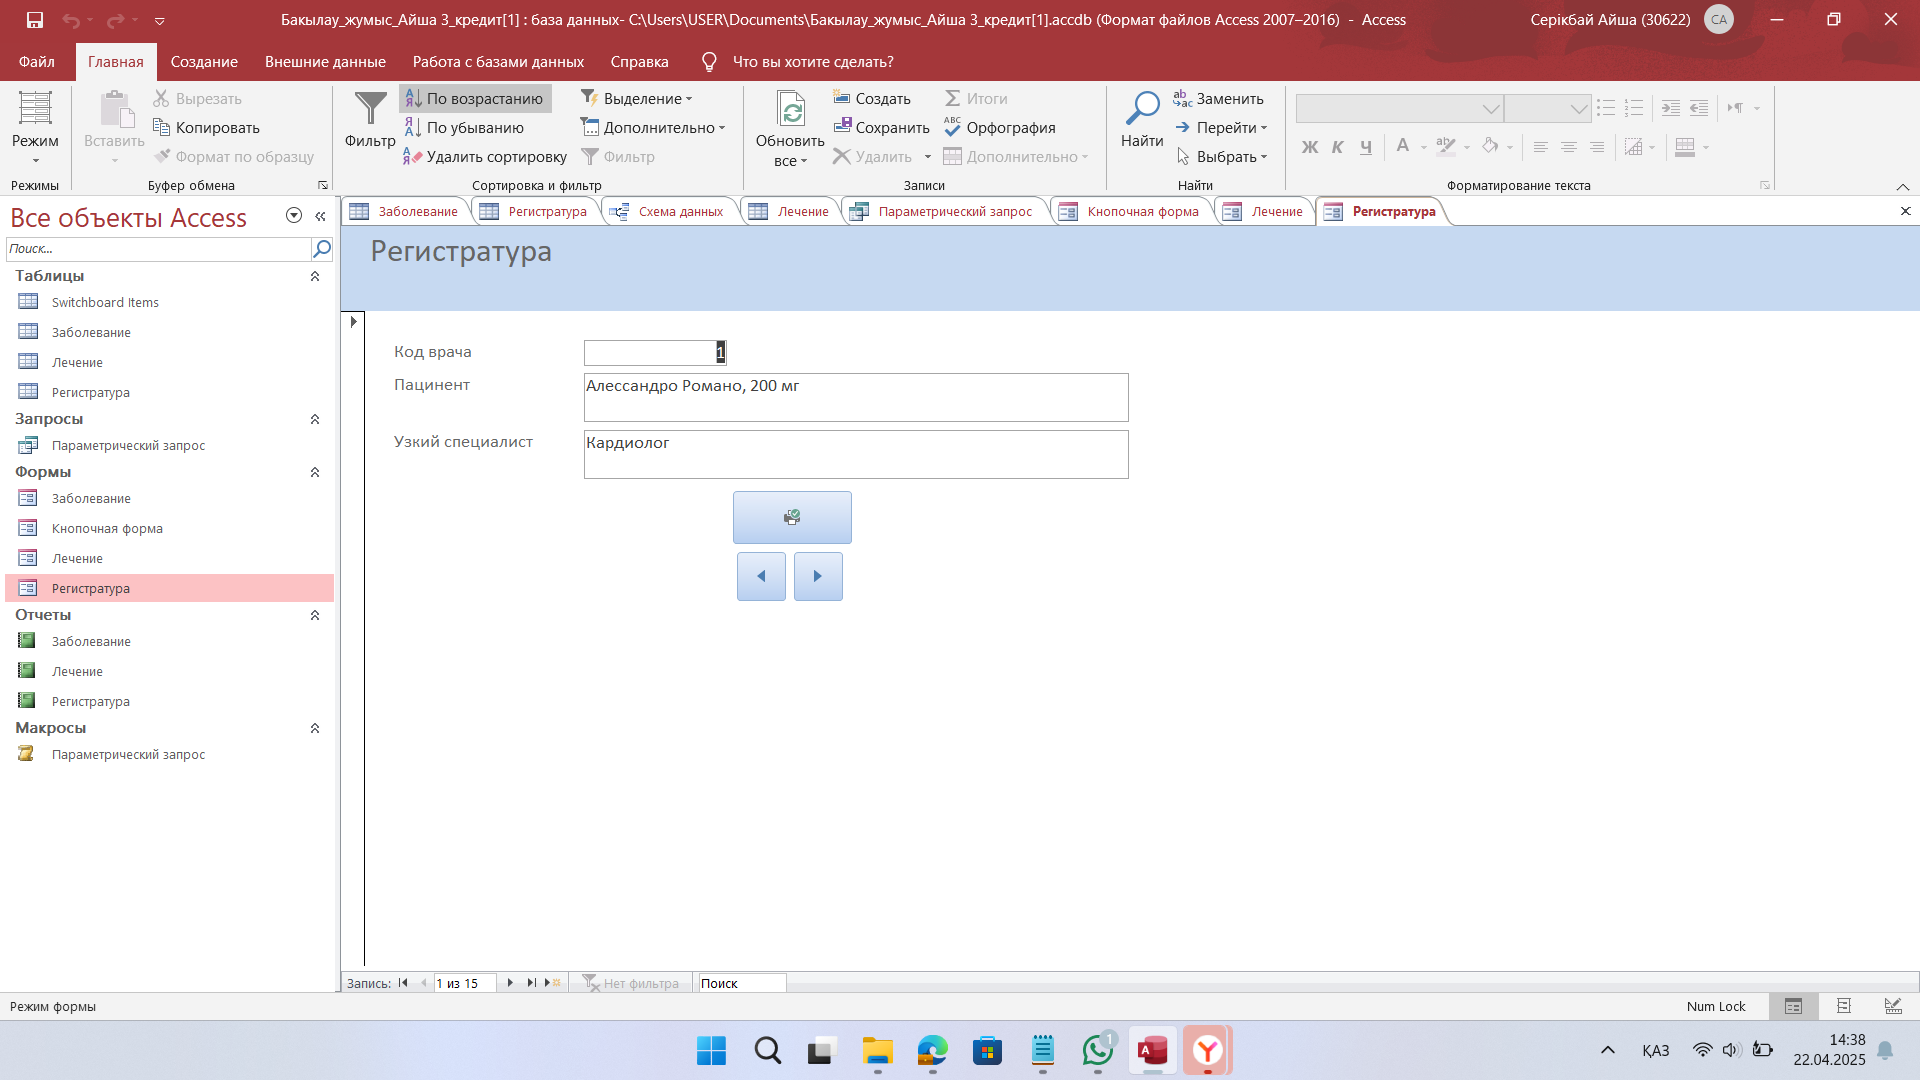 Бакылау_жумыс_Айша 3_кредит[1] : база данных- C:\Users\USER\Documents\Бакылау_жумыс_Айша 3_кредит[1].accdb (Формат файлов Access 2007–2016) - Access
Серікбай Айша (30622)
СА
Файл
Главная
Создание
Внешние данные
Работа с базами данных
Справка
Что вы хотите сделать?
Режим
Режимы
Вставить
Вырезать
Копировать
Формат по образцу
Буфер обмена
Фильтр
По возрастанию
По убыванию
Удалить сортировку
Выделение
Дополнительно
Фильтр
Сортировка и фильтр
Обновить
все
Создать
Сохранить
Удалить
Итоги
Орфография
Дополнительно
Записи
Найти
Заменить
Перейти
Выбрать
Найти
Ж К Ч
А
Форматирование текста
Все объекты Access
Поиск...
Таблицы
Switchboard Items
Заболевание
Лечение
Регистратура
Запросы
Параметрический запрос
Формы
Заболевание
Кнопочная форма
Лечение
Регистратура
Отчеты
Заболевание
Лечение
Регистратура
Макросы
Параметрический запрос
Заболевание
Регистратура
Схема данных
Лечение
Параметрический запрос
Кнопочная форма
Лечение
Регистратура
Регистратура
Код врача
1
Пацинент
Алессандро Романо, 200 мг
Узкий специалист
Кардиолог
Запись:
1 из 15
Нет фильтра
Поиск
Режим формы
Num Lock
1
ҚАЗ
14:38
22.04.2025